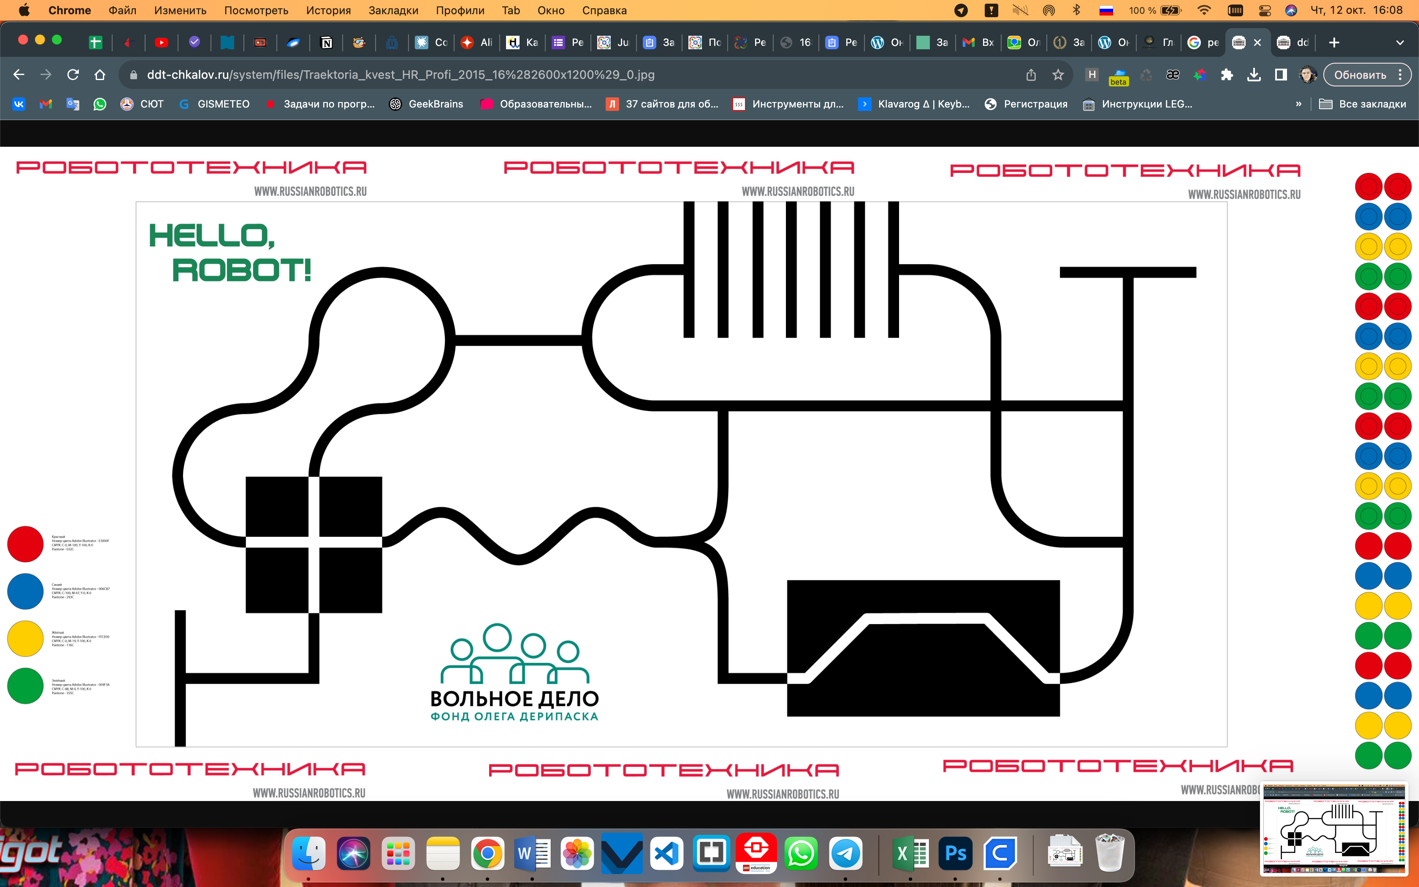 Chrome Файл Изменить Посмотреть История Закладки Профили Tab Окно Справка 100 % Чт, 12 окт. 16:08
ddt-chkalov.ru/system/files/Traektoria_kvest_HR_Profi_2015_16%282600x1200%29_0.jpg beta Обновить
СЮТ GISMETEO Задачи по прогр... GeekBrains Образовательны... 37 сайтов для об... Инструменты дл... Klavarog Δ | Keyb... Регистрация Инструкции LEG... » Все закладки
РОБОТОТЕХНИКА РОБОТОТЕХНИКА РОБОТОТЕХНИКА
WWW.RUSSIANROBOTICS.RU WWW.RUSSIANROBOTICS.RU WWW.RUSSIANROBOTICS.RU
HELLO,
ROBOT!
ВОЛЬНОЕ ДЕЛО
ФОНД ОЛЕГА ДЕРИПАСКА
РОБОТОТЕХНИКА РОБОТОТЕХНИКА РОБОТОТЕХНИКА
WWW.RUSSIANROBOTICS.RU WWW.RUSSIANROBOTICS.RU